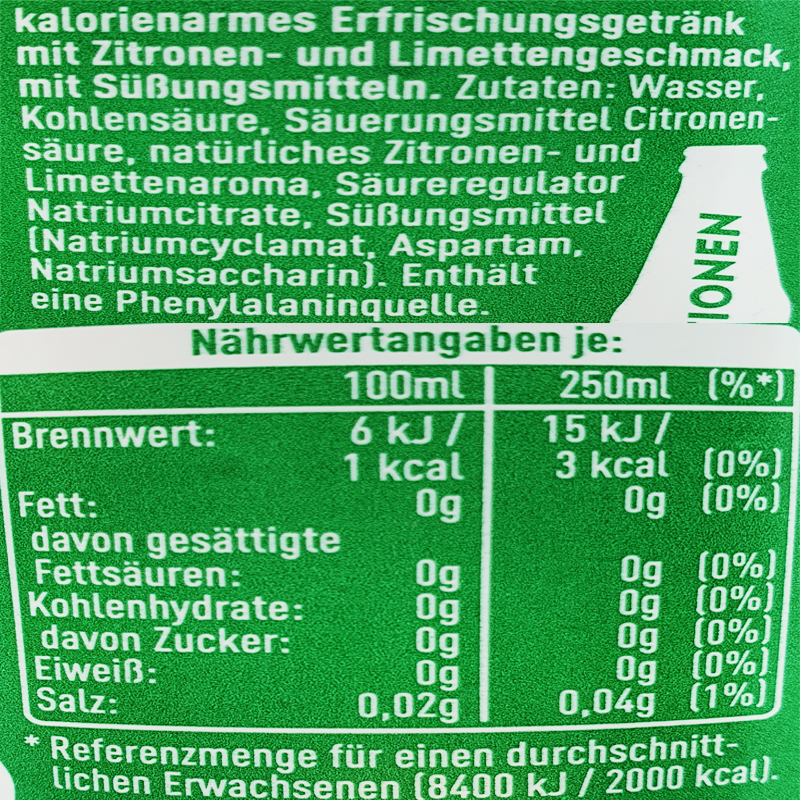 kalorienarmes Erfrischungsgetränk
mit Zitronen- und Limettengeschmack,
mit Süßungsmitteln. Zutaten: Wasser,
Kohlensäure, Säuerungsmittel Citronen-
säure, natürliches Zitronen- und
Limettenaroma, Säureregulator
Natriumcitrate, Süßungsmittel
(Natriumcyclamat, Aspartam,
Natriumsaccharin). Enthält
eine Phenylalaninquelle.
IONEN
Nährwertangaben je:
100ml 250ml (%*)
Brennwert: 6 kJ / 15 kJ /
1 kcal 3 kcal (0%)
Fett: 0g 0g (0%)
davon gesättigte
Fettsäuren: 0g 0g (0%)
Kohlenhydrate: 0g 0g (0%)
davon Zucker: 0g 0g (0%)
Eiweiß: 0g 0g (0%)
Salz: 0,02g 0,04g (1%)
* Referenzmenge für einen durchschnitt-
lichen Erwachsenen (8400 kJ / 2000 kcal).